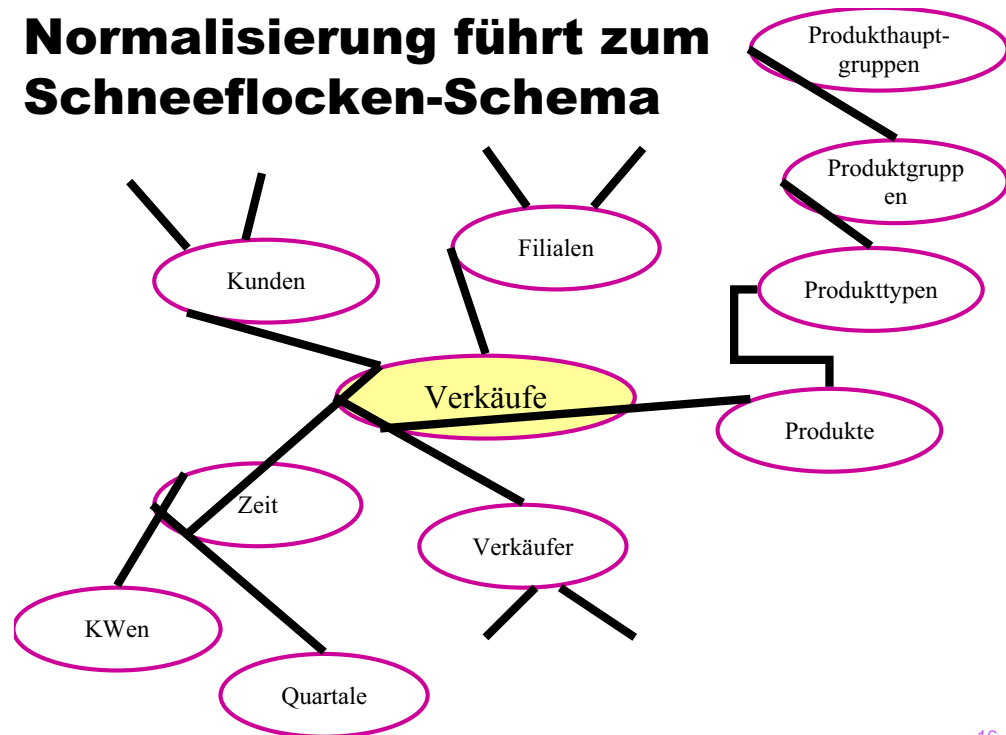 Normalisierung führt zum
Schneeflocken-Schema
Produkthaupt-
gruppen
Produktgrupp
en
Filialen
Kunden
Produkttypen
Verkäufe
Produkte
Zeit
Verkäufer
KWen
Quartale